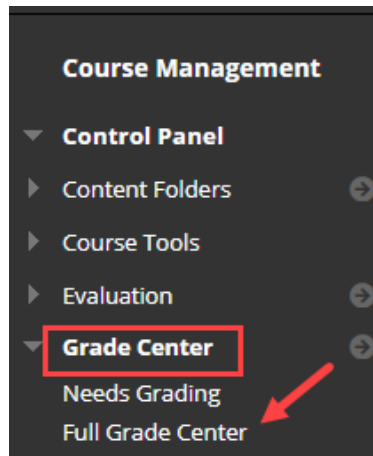 Course Management
Control Panel
Content Folders
Course Tools
Evaluation
Grade Center
Needs Grading
Full Grade Center